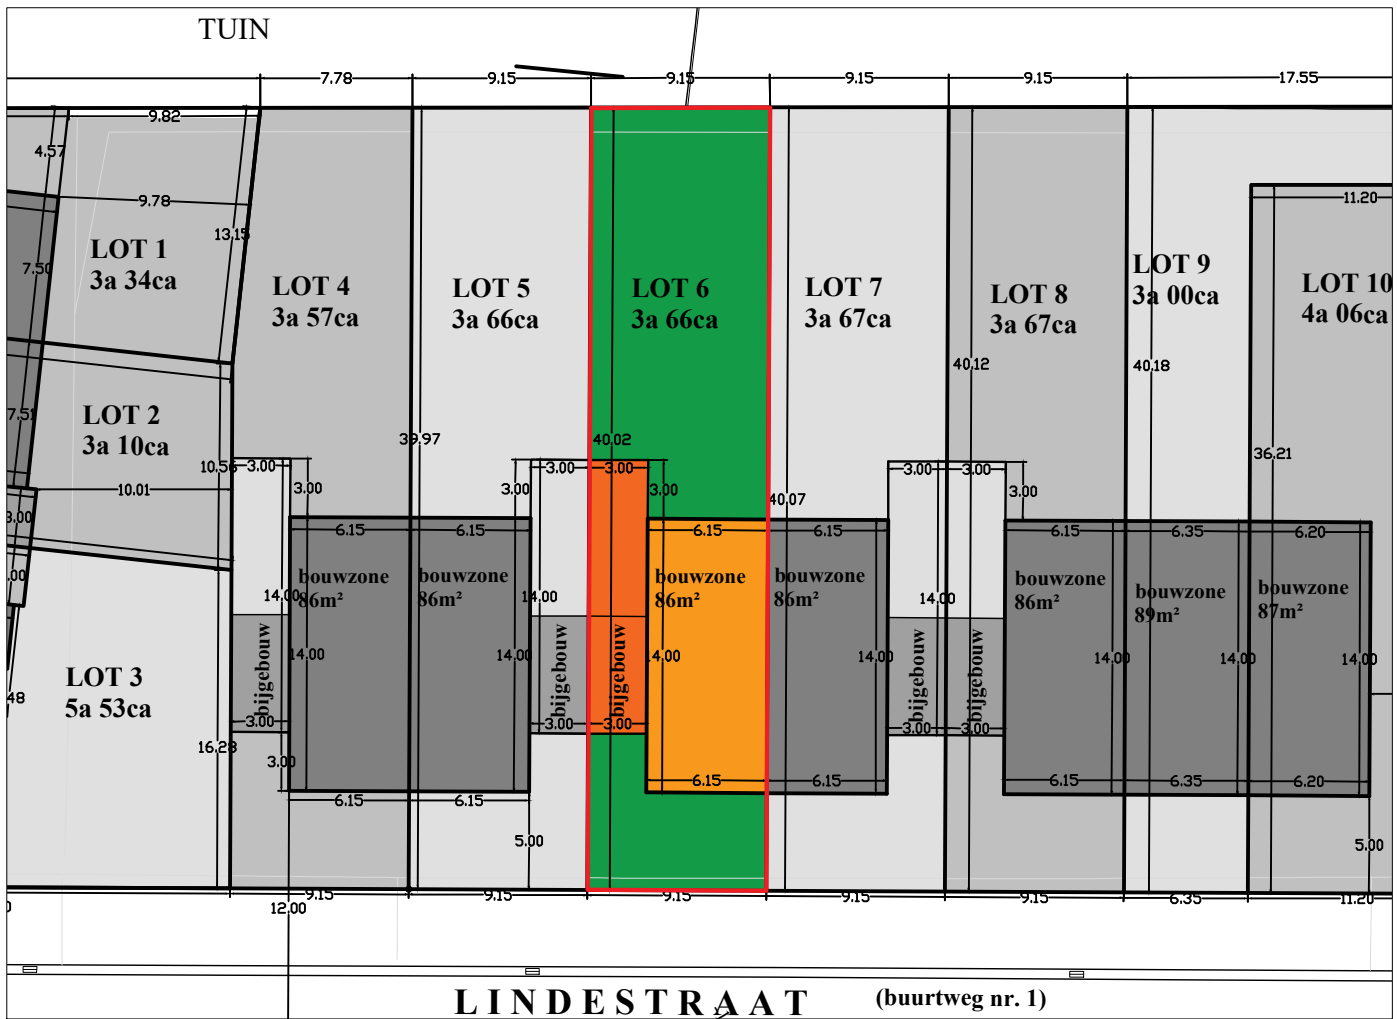 TUIN
7.78
9.15
9.15
9.15
9.15
17.55
9.82
4.57
9.78
13.15
11.20
7.50
LOT 1
3a 34ca
LOT 4
3a 57ca
LOT 5
3a 66ca
LOT 6
3a 66ca
LOT 7
3a 67ca
LOT 8
3a 67ca
LOT 9
3a 00ca
LOT 10
4a 06ca
40.12
40.18
7.51
LOT 2
3a 10ca
39.97
40.02
36.21
10.56
3.00
3.00
3.00
3.00
3.00
10.01
3.00
3.00
3.00
40.07
3.00
3.00
6.15
6.15
6.15
6.15
6.15
6.35
6.20
.00
bouwzone
86m²
bouwzone
86m²
bouwzone
86m²
bouwzone
86m²
bouwzone
86m²
bouwzone
89m²
bouwzone
87m²
14.00
14.00
14.00
14.00
14.00
14.00
14.00
14.00
14.00
14.00
bijgebouw
bijgebouw
bijgebouw
bijgebouw
bijgebouw
LOT 3
5a 53ca
.48
3.00
3.00
3.00
3.00
3.00
16.28
3.00
6.15
6.15
6.15
6.35
6.20
6.15
6.15
5.00
5.00
9.15
9.15
9.15
9.15
9.15
6.35
11.20
12.00
LINDESTRAAT
(buurtweg nr. 1)